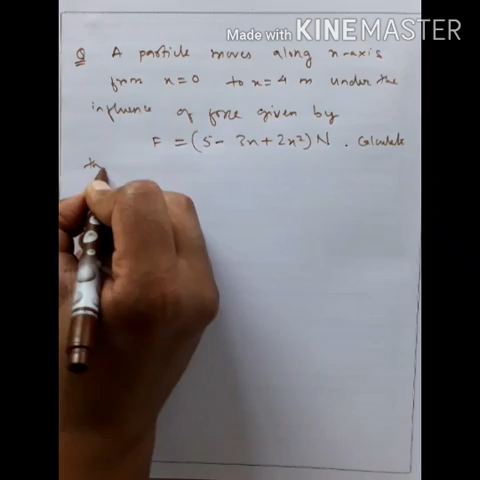 Made with KINEMASTER
Q A particle moves along x-axis
from x=0 to x=4 m under the
influence of force given by
F = (5 - 3x + 2x²) N . Calculate
th